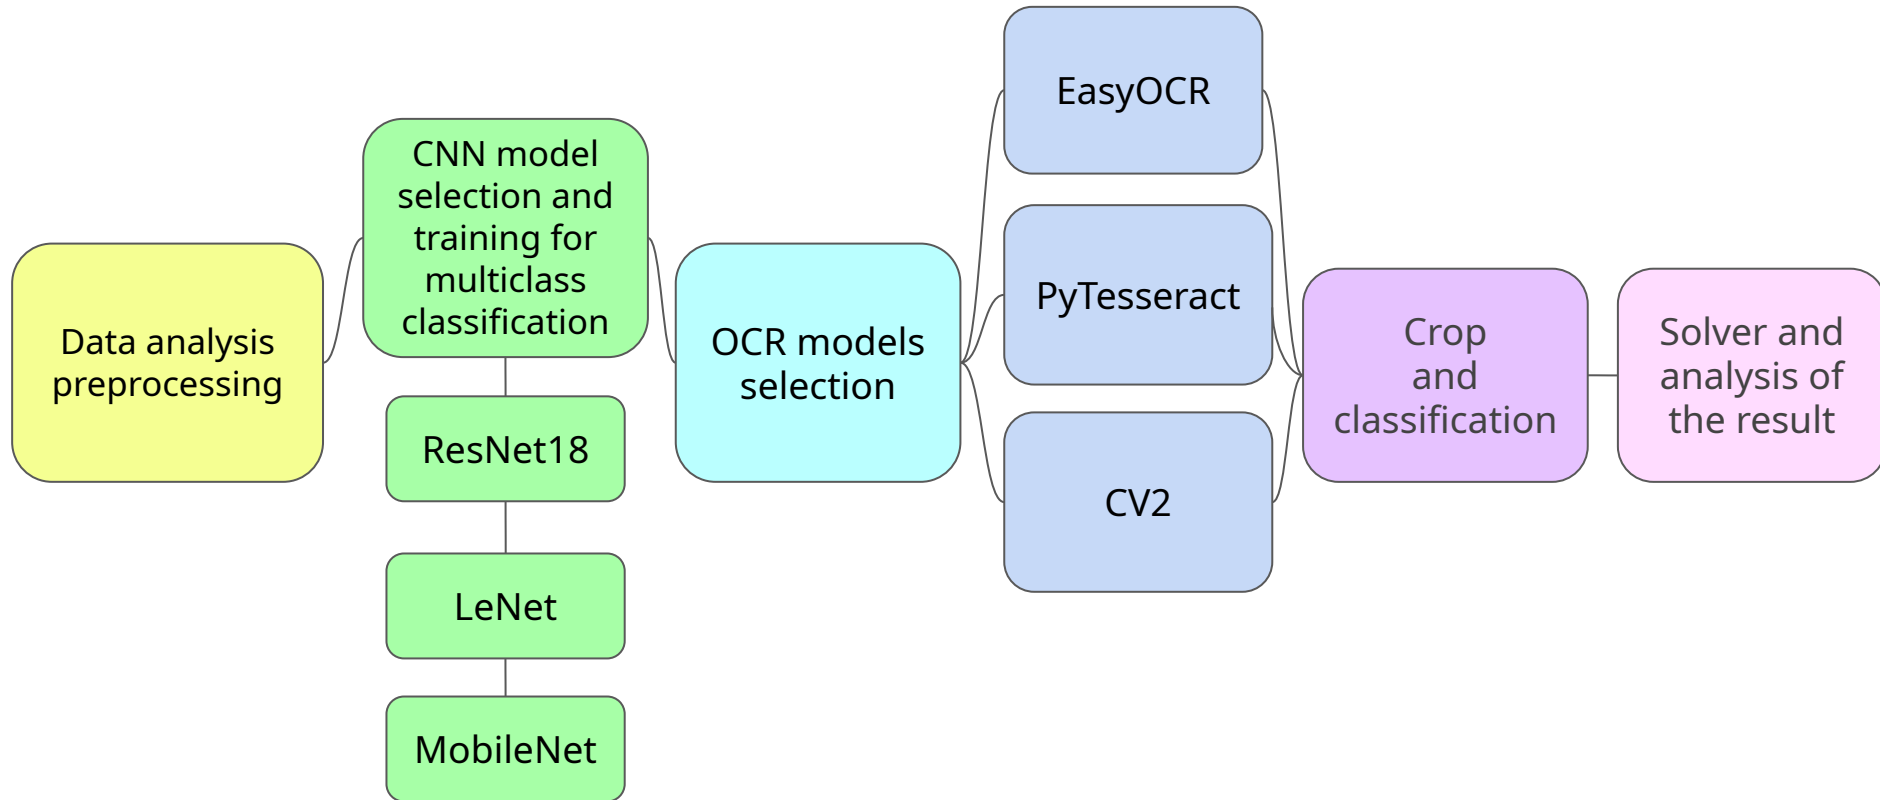 Data analysis
preprocessing
CNN model
selection and
training for
multiclass
classification
ResNet18
LeNet
MobileNet
OCR models
selection
EasyOCR
PyTesseract
CV2
Crop
and
classification
Solver and
analysis of
the result